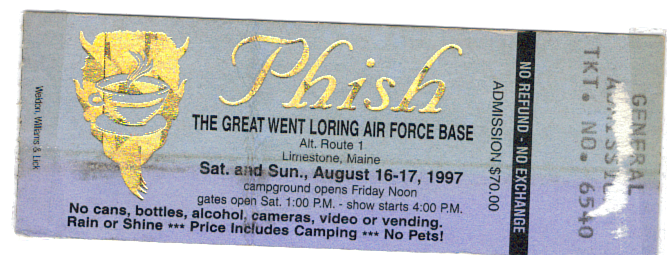 Weldon, Williams & Lick
Phish
THE GREAT WENT LORING AIR FORCE BASE
Alt. Route 1
Limestone, Maine
Sat. and Sun., August 16-17, 1997
campground opens Friday Noon
gates open Sat. 1:00 P.M. - show starts 4:00 P.M.
No cans, bottles, alcohol, cameras, video or vending.
Rain or Shine *** Price Includes Camping *** No Pets!
ADMISSION $70.00
NO REFUND - NO EXCHANGE
GENERAL
TKT. NO. 6540